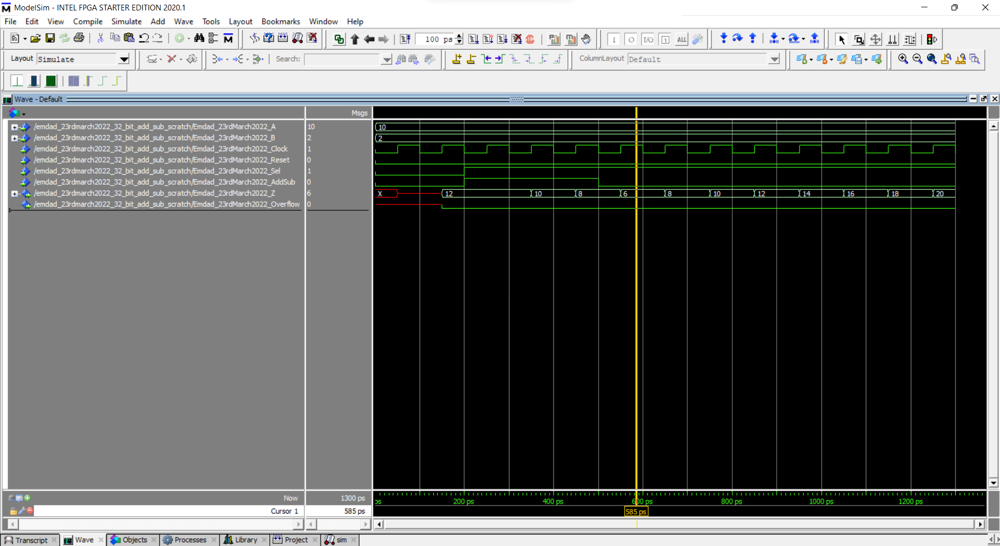 ModelSim - INTEL FPGA STARTER EDITION 2020.1
File Edit View Compile Simulate Add Wave Tools Layout Bookmarks Window Help
100 ps
ALL
Layout Simulate
Search:
ColumnLayout Default
Wave - Default
Msgs
/emdad_23rdmarch2022_32_bit_add_sub_scratch/Emdad_23rdMarch2022_A 10 10
/emdad_23rdmarch2022_32_bit_add_sub_scratch/Emdad_23rdMarch2022_B 2 2
/emdad_23rdmarch2022_32_bit_add_sub_scratch/Emdad_23rdMarch2022_Clock 1
/emdad_23rdmarch2022_32_bit_add_sub_scratch/Emdad_23rdMarch2022_Reset 0
/emdad_23rdmarch2022_32_bit_add_sub_scratch/Emdad_23rdMarch2022_Sel 1
/emdad_23rdmarch2022_32_bit_add_sub_scratch/Emdad_23rdMarch2022_AddSub 0
/emdad_23rdmarch2022_32_bit_add_sub_scratch/Emdad_23rdMarch2022_Z 6 X 12 10 8 6 8 10 12 14 16 18 20
/emdad_23rdmarch2022_32_bit_add_sub_scratch/Emdad_23rdMarch2022_Overflow 0
Now 1300 ps ps 200 ps 400 ps 600 ps 800 ps 1000 ps 1200 ps
Cursor 1 585 ps 585 ps
Transcript Wave Objects Processes Library Project sim